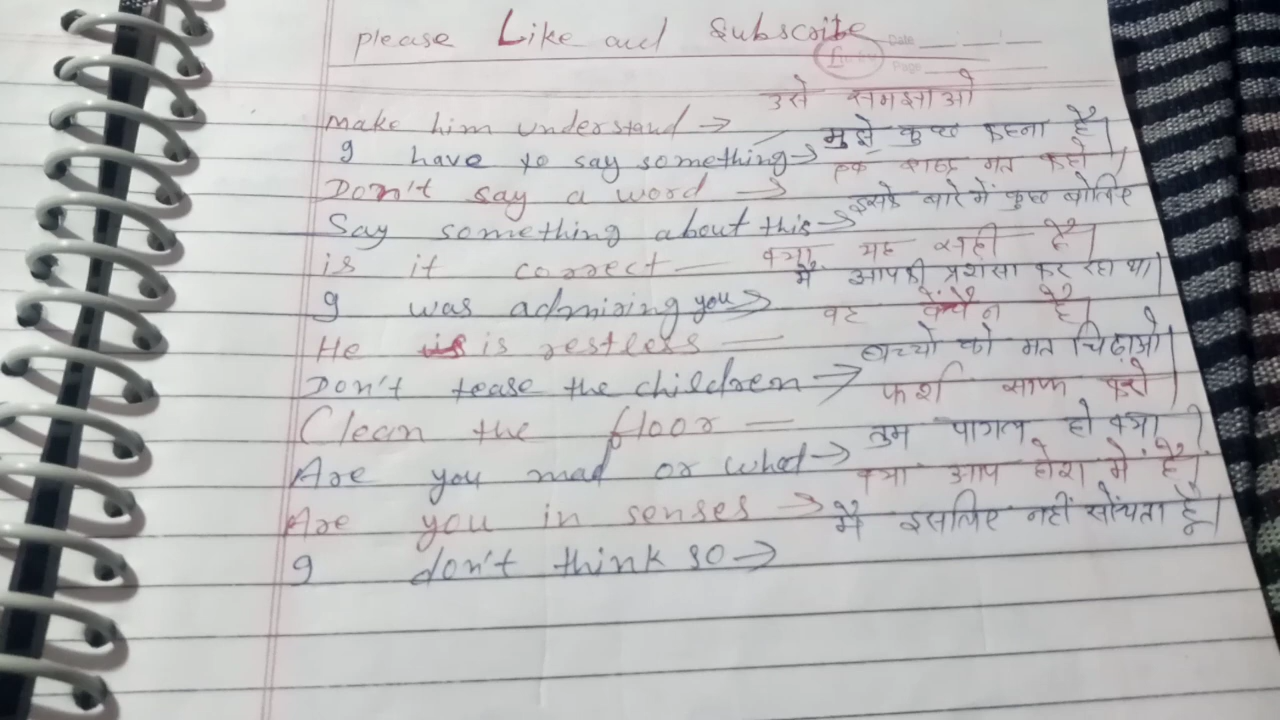 please Like and Subscribe
Date
Page
make him understand → उसे समझाओ
I have to say something → मुझे कुछ कहना है।
Don't say a word → एक शब्द मत कहो।
Say something about this → इसके बारे में कुछ बोलिए
is it correct — क्या यह सही है।
I was admiring you → मैं आपकी प्रशंसा कर रहा था।
He is restless — वह बेचैन है।
Don't tease the children → बच्चों को मत चिढ़ाओ।
Clean the floor — फर्श साफ करो।
Are you mad or what → तुम पागल हो क्या।
Are you in senses → क्या आप होश में हैं।
I don't think so → मैं इसलिए नहीं सोंचता हूँ।